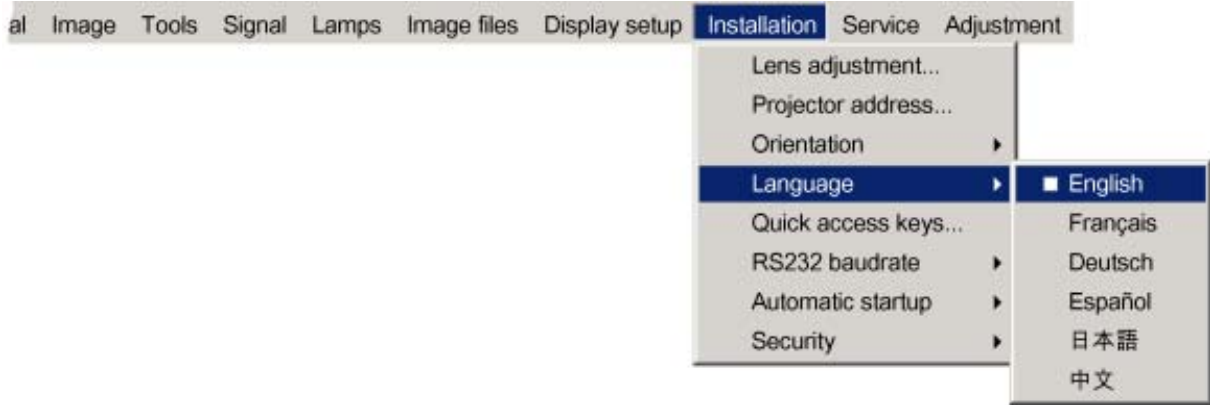 al Image Tools Signal Lamps Image files Display setup Installation Service Adjustment
Lens adjustment...
Projector address...
Orientation
Language
Quick access keys...
RS232 baudrate
Automatic startup
Security
English
Français
Deutsch
Español
日本語
中文